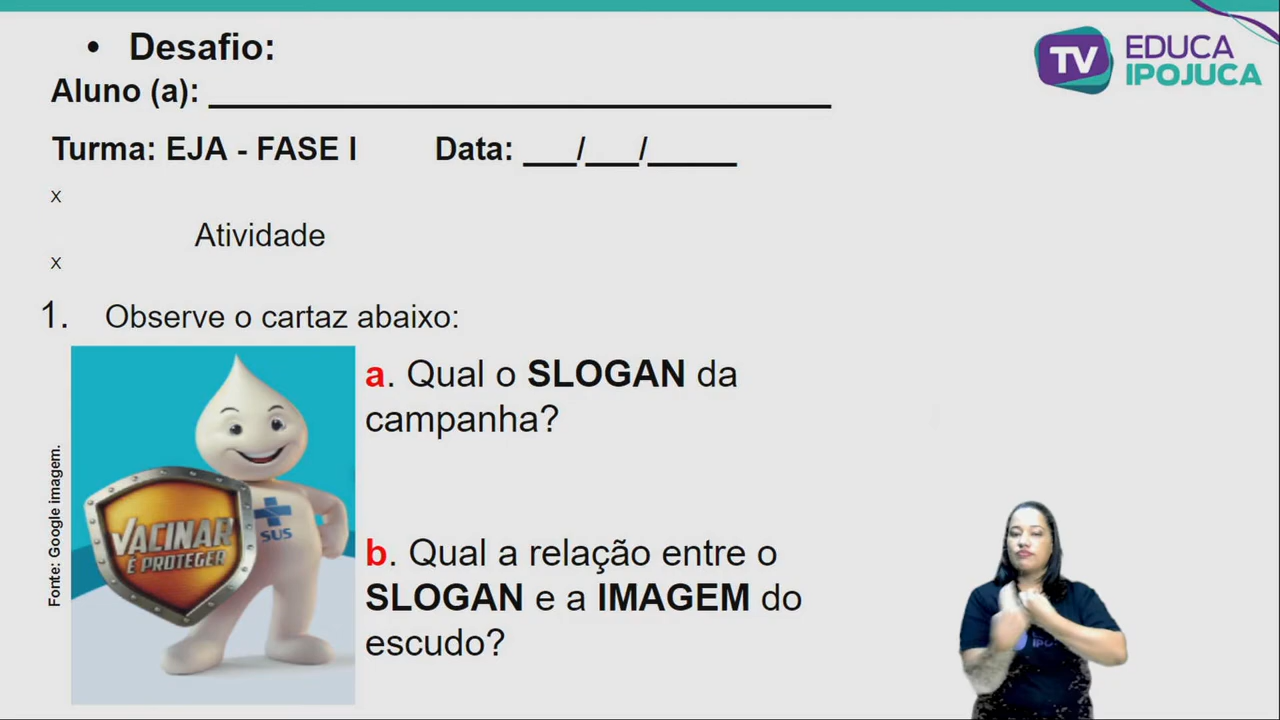 • Desafio:
TV EDUCA IPOJUCA
Aluno (a): ___________________________________
Turma: EJA - FASE I Data: ___/___/_____
X
Atividade
X
1. Observe o cartaz abaixo:
a. Qual o SLOGAN da
campanha?
Fonte: Google imagem.
VACINAR
É PROTEGER
SUS
b. Qual a relação entre o
SLOGAN e a IMAGEM do
escudo?